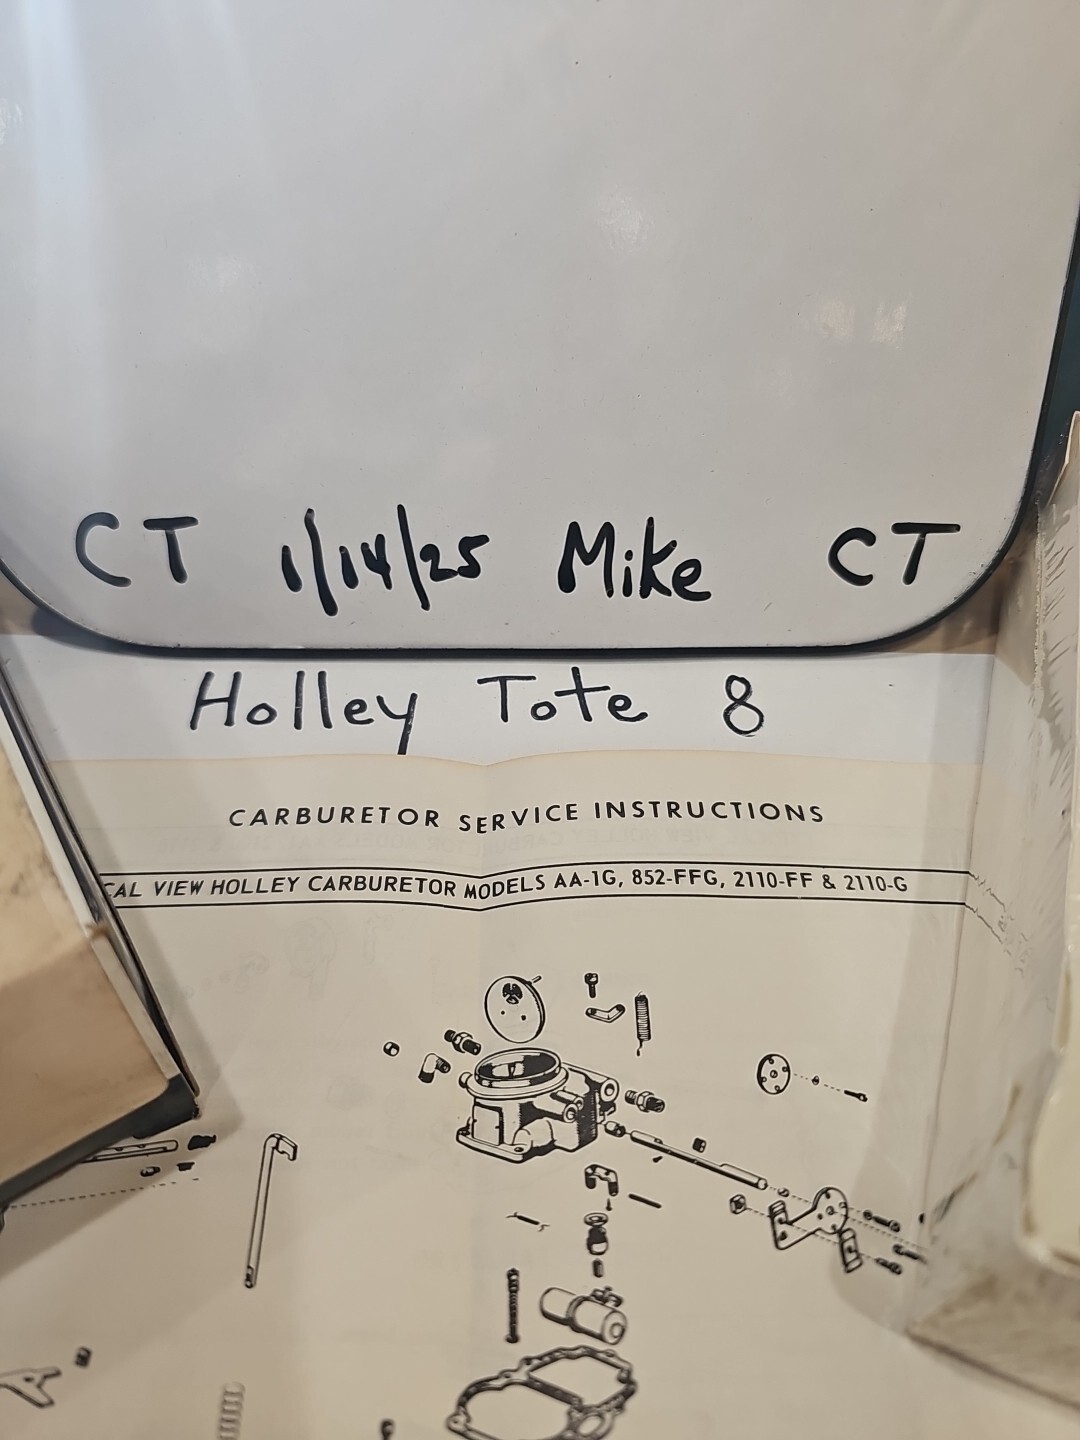 CT 1/14/25 Mike CT
Holley Tote 8
CARBURETOR SERVICE INSTRUCTIONS
CAL VIEW HOLLEY CARBURETOR MODELS AA-1G, 852-FFG, 2110-FF & 2110-G